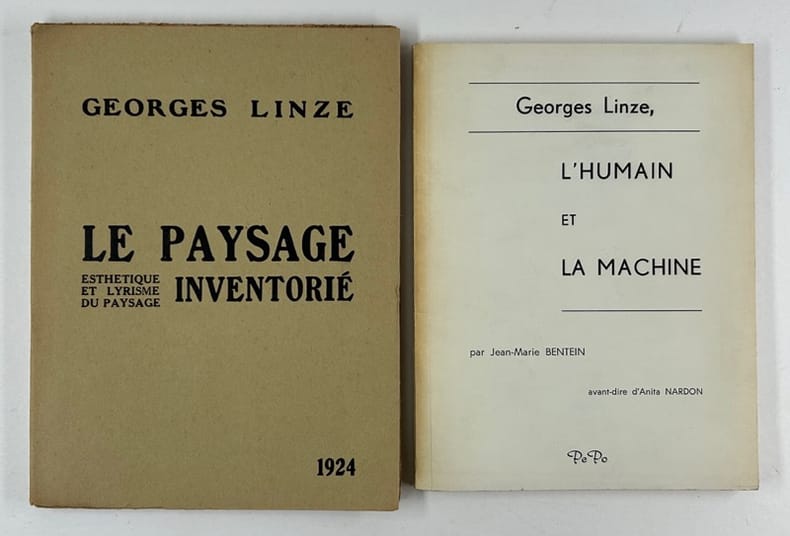 GEORGES LINZE
LE PAYSAGE
ESTHETIQUE
ET LYRISME
DU PAYSAGE
INVENTORIÉ
1924
Georges Linze,
L'HUMAIN
ET
LA MACHINE
par Jean-Marie BENTEIN
avant-dire d'Anita NARDON
PePo